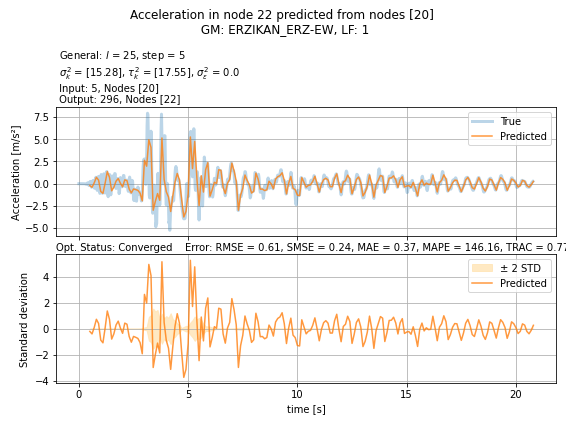 Acceleration in node 22 predicted from nodes [20]
GM: ERZIKAN_ERZ-EW, LF: 1
General: l = 25, step = 5
σ²ₖ = [15.28], τ²ₖ = [17.55], σ²ε = 0.0
Input: 5, Nodes [20]
Output: 296, Nodes [22]
Acceleration [m/s²]
7.5
5.0
2.5
0.0
−2.5
−5.0
True
Predicted
Opt. Status: Converged Error: RMSE = 0.61, SMSE = 0.24, MAE = 0.37, MAPE = 146.16, TRAC = 0.77
Standard deviation
4
2
0
−2
−4
± 2 STD
Predicted
0 5 10 15 20
time [s]